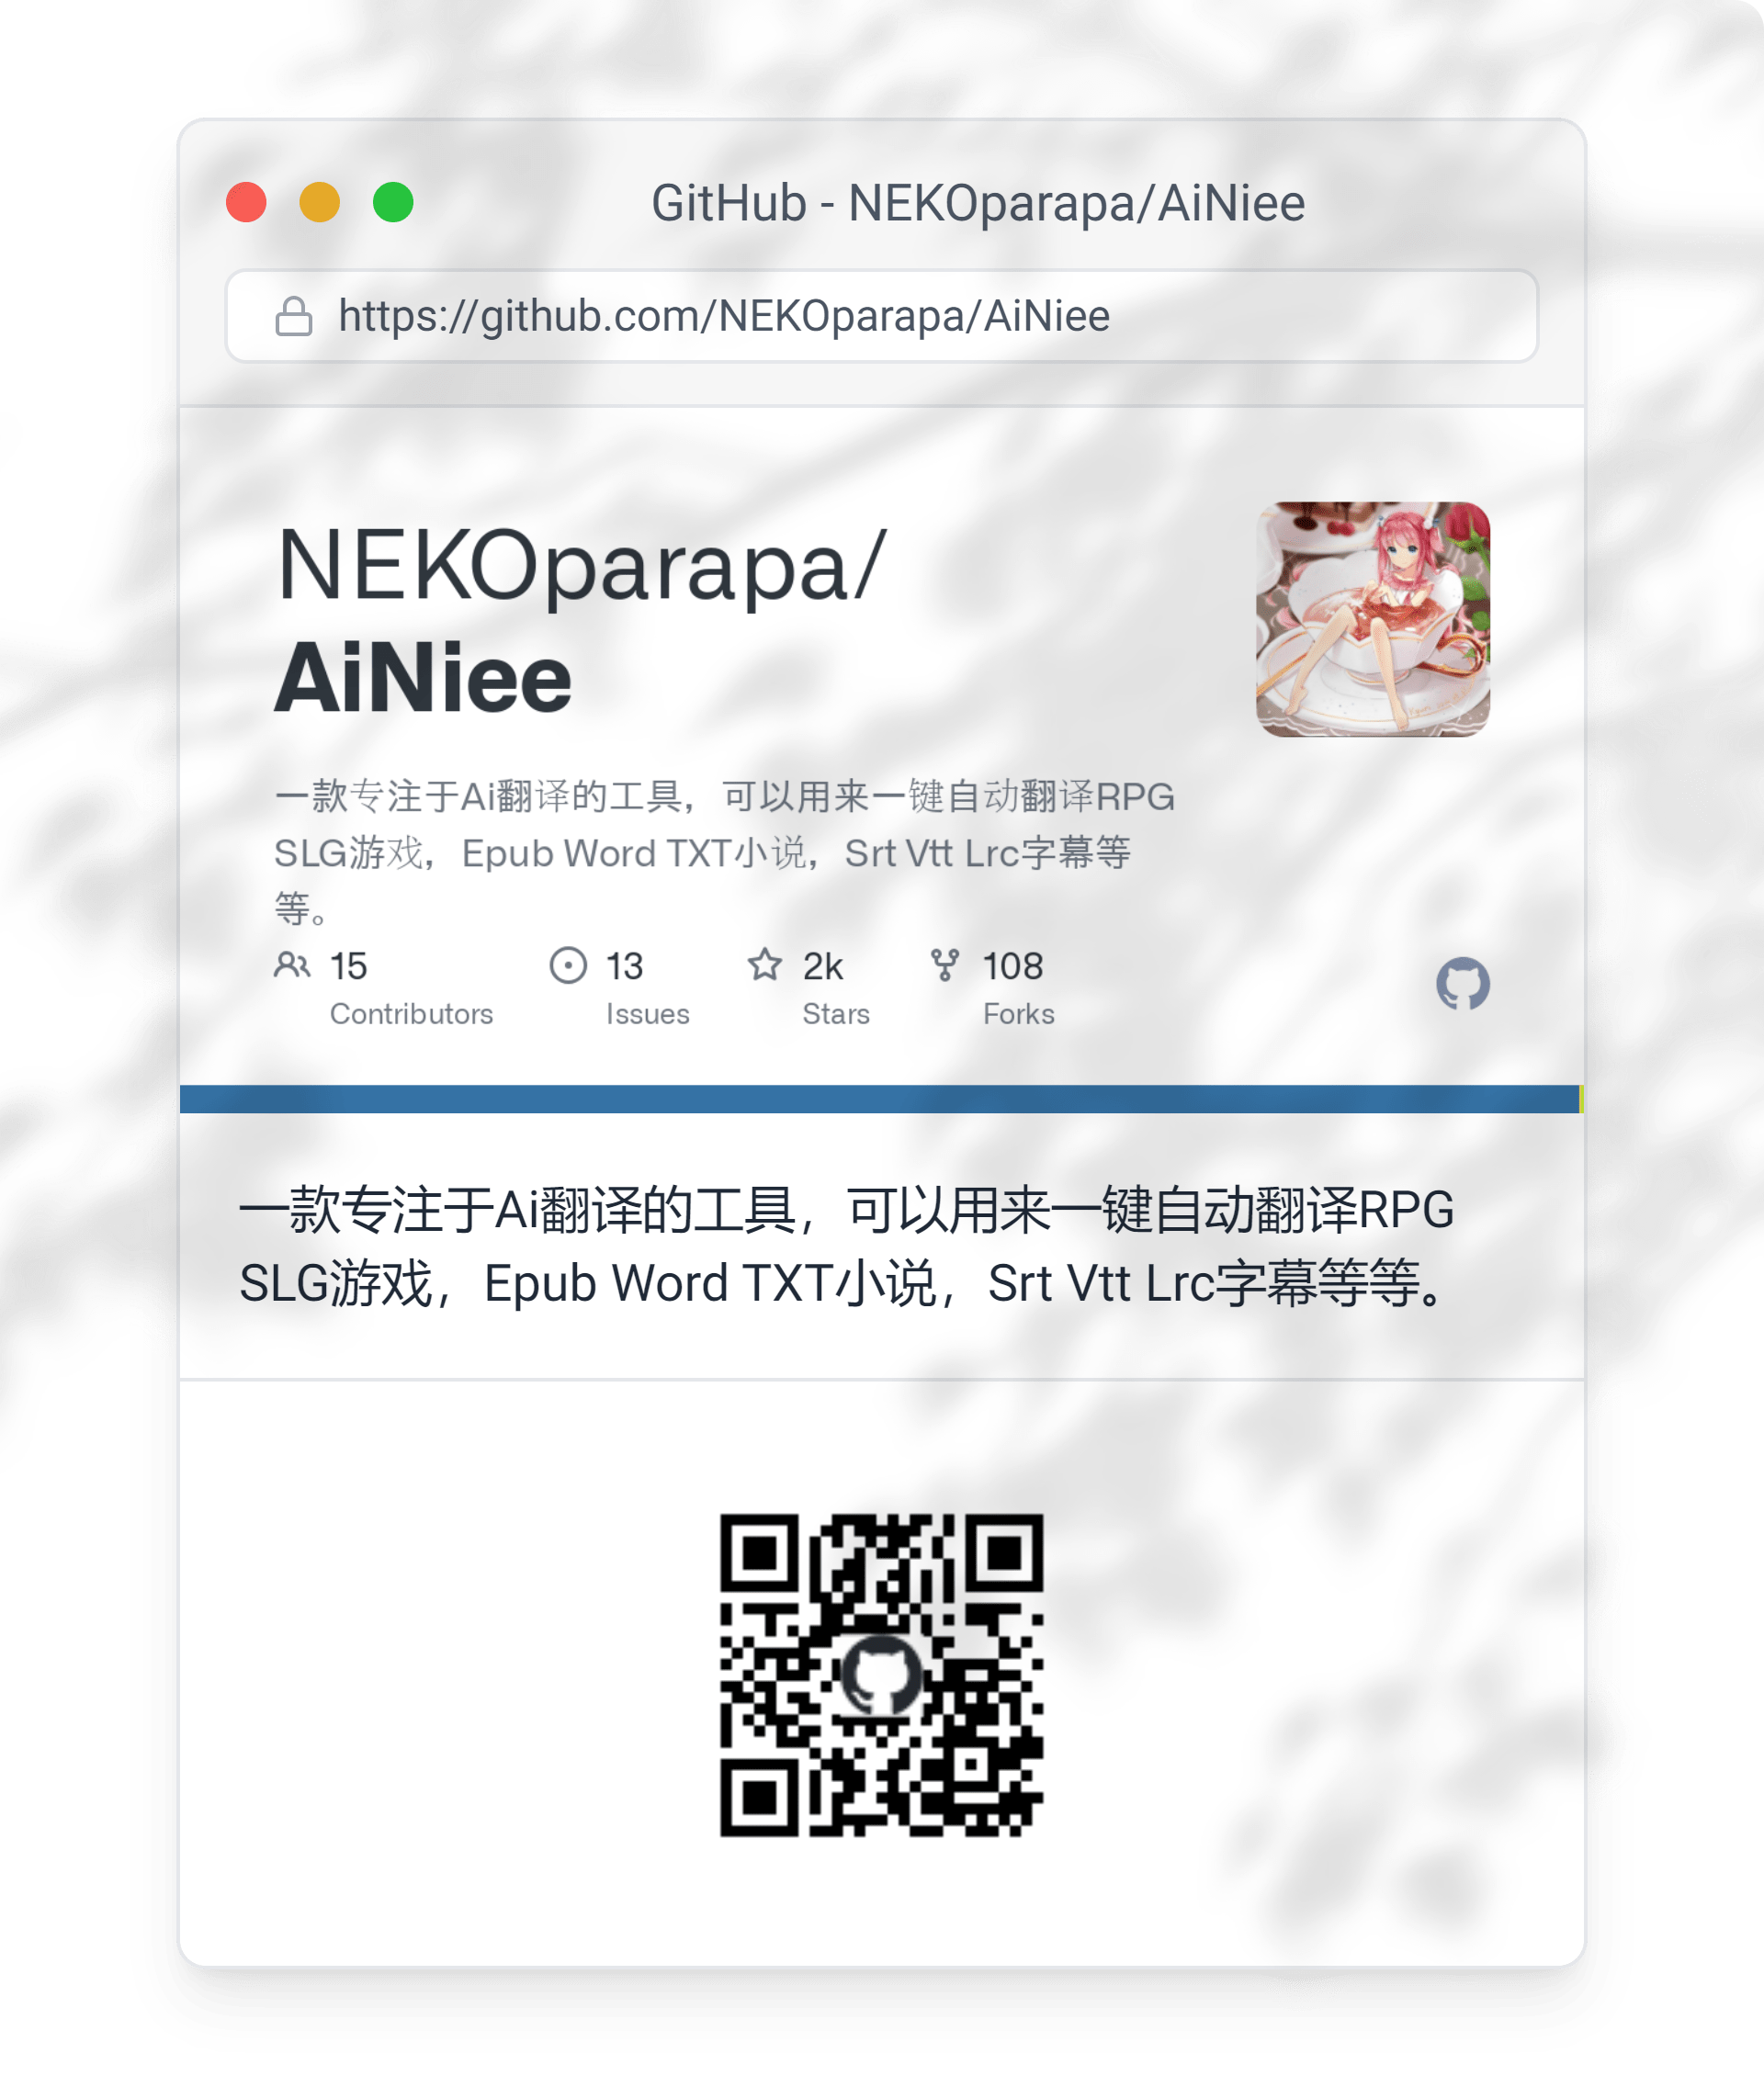 GitHub - NEKOparapa/AiNiee
https://github.com/NEKOparapa/AiNiee
NEKOparapa/
AiNiee
一款专注于Ai翻译的工具，可以用来一键自动翻译RPG
SLG游戏，Epub Word TXT小说，Srt Vtt Lrc字幕等
等。
15 13 2k 108
Contributors Issues Stars Forks
一款专注于Ai翻译的工具，可以用来一键自动翻译RPG
SLG游戏，Epub Word TXT小说，Srt Vtt Lrc字幕等等。